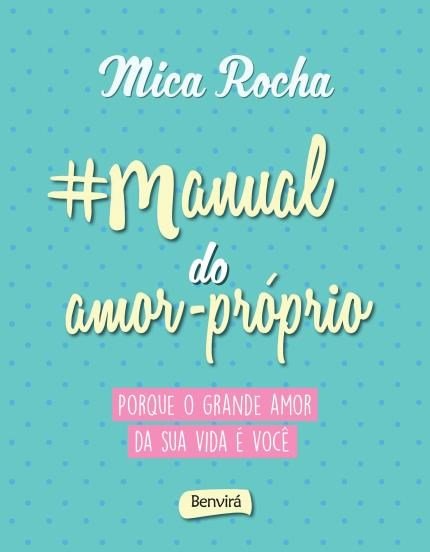 Mica Rocha
#Manual
do
amor-próprio
PORQUE O GRANDE AMOR
DA SUA VIDA É VOCÊ
Benvirá